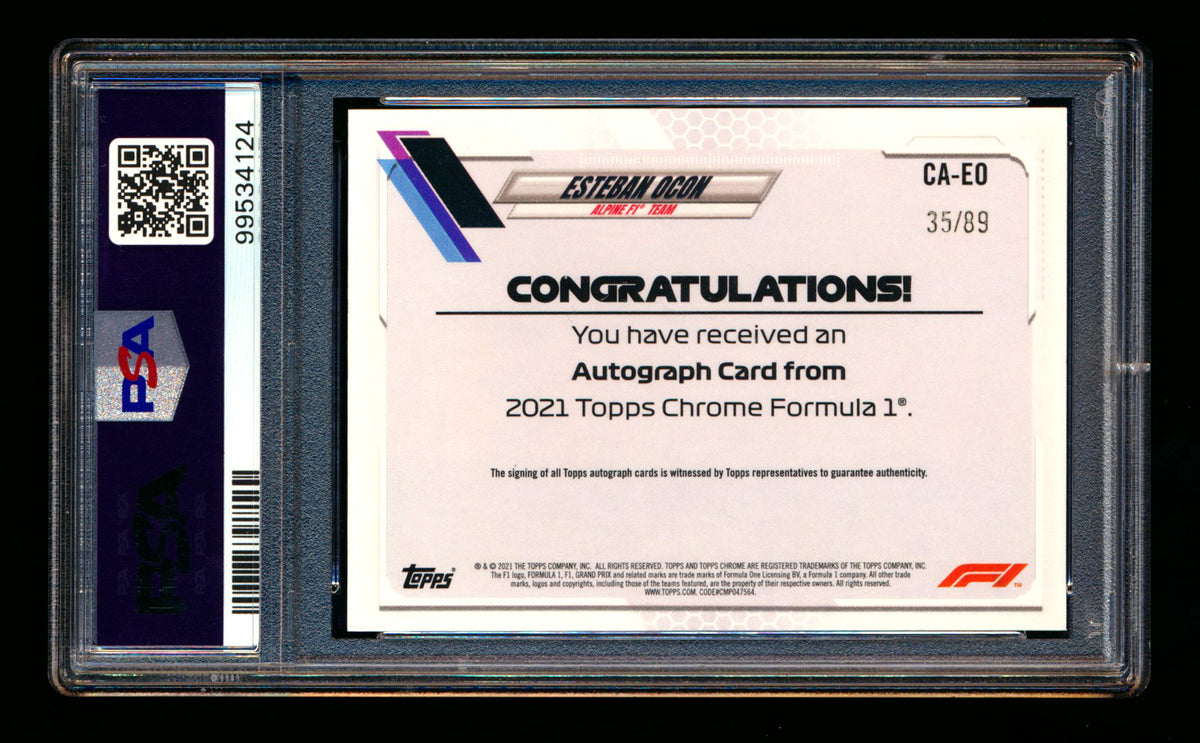 99534124
PSA
PSA
ESTEBAN OCON
ALPINE F1® TEAM
CA-EO
35/89
CONGRATULATIONS!
You have received an
Autograph Card from
2021 Topps Chrome Formula 1®.
The signing of all Topps autograph cards is witnessed by Topps representatives to guarantee authenticity.
Topps®
® & © 2021 THE TOPPS COMPANY, INC. ALL RIGHTS RESERVED. TOPPS AND TOPPS CHROME ARE REGISTERED TRADEMARKS OF THE TOPPS COMPANY, INC.
The F1 logo, FORMULA 1, F1, GRAND PRIX and related marks are trade marks of Formula One Licensing BV, a Formula 1 company. All other trade
marks, logos and copyrights, including those of the teams featured, are the property of their respective owners. All rights reserved.
WWW.TOPPS.COM. CODE#CMP047564.
F1™